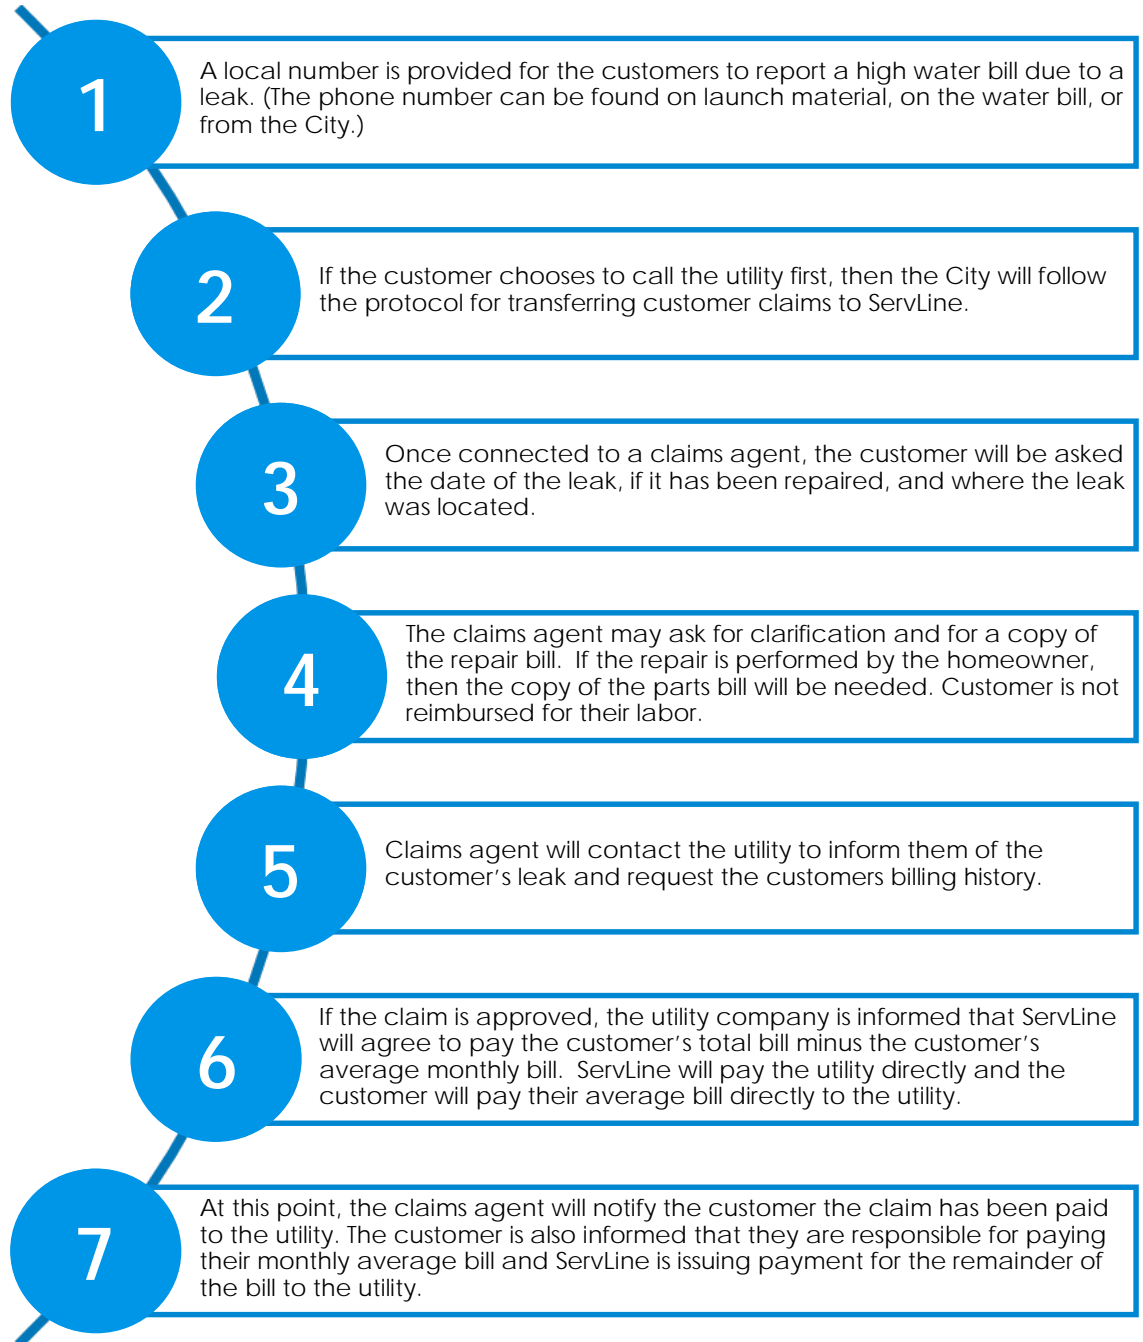 1
A local number is provided for the customers to report a high water bill due to a
leak. (The phone number can be found on launch material, on the water bill, or
from the City.)
2
If the customer chooses to call the utility first, then the City will follow
the protocol for transferring customer claims to ServLine.
3
Once connected to a claims agent, the customer will be asked
the date of the leak, if it has been repaired, and where the leak
was located.
4
The claims agent may ask for clarification and for a copy of
the repair bill.  If the repair is performed by the homeowner,
then the copy of the parts bill will be needed. Customer is not
reimbursed for their labor.
5
Claims agent will contact the utility to inform them of the
customer’s leak and request the customers billing history.
6
If the claim is approved, the utility company is informed that ServLine
will agree to pay the customer’s total bill minus the customer’s
average monthly bill.  ServLine will pay the utility directly and the
customer will pay their average bill directly to the utility.
7
At this point, the claims agent will notify the customer the claim has been paid
to the utility. The customer is also informed that they are responsible for paying
their monthly average bill and ServLine is issuing payment for the remainder of
the bill to the utility.